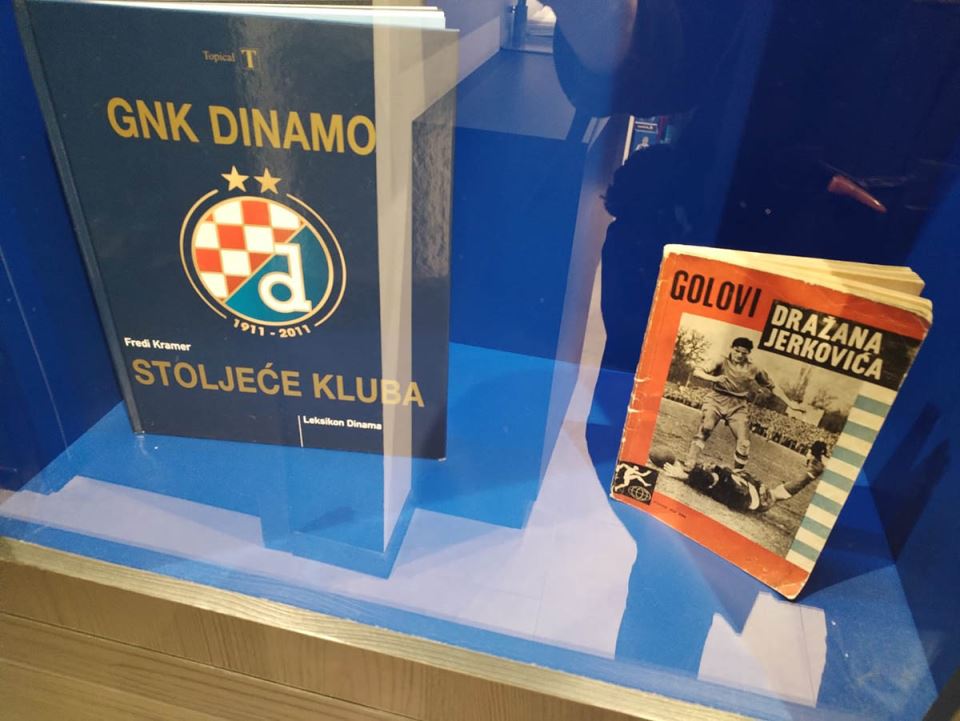 Topical T
GNK DINAMO
d
1911 - 2011
Fredi Kramer
STOLJEĆE KLUBA
Leksikon Dinama
GOLOVI
DRAŽANA
JERKOVIĆA